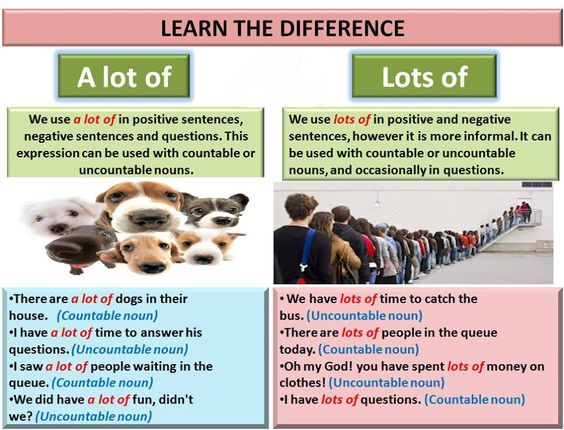 LEARN THE DIFFERENCE
A lot of
We use a lot of in positive sentences,
negative sentences and questions. This
expression can be used with countable or
uncountable nouns.
•There are a lot of dogs in their
house. (Countable noun)
•I have a lot of time to answer his
questions. (Uncountable noun)
•I saw a lot of people waiting in the
queue. (Countable noun)
•We did have a lot of fun, didn't
we? (Uncountable noun)
Lots of
We use lots of in positive and negative
sentences, however it is more informal. It can
be used with countable or uncountable
nouns, and occasionally in questions.
• We have lots of time to catch the
bus. (Uncountable noun)
•There are lots of people in the queue
today. (Countable noun)
•Oh my God! you have spent lots of money on
clothes! (Uncountable noun)
•I have lots of questions. (Countable noun)